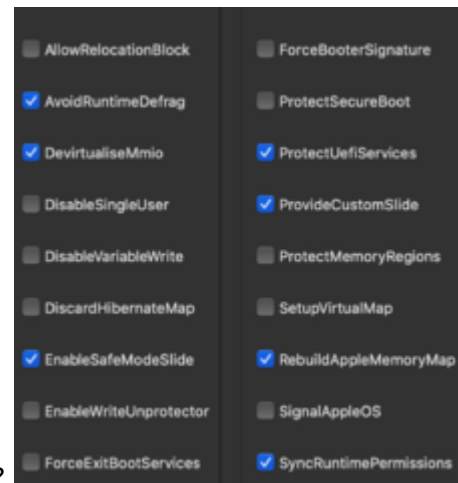 AllowRelocationBlock
AvoidRuntimeDefrag
DevirtualiseMmio
DisableSingleUser
DisableVariableWrite
DiscardHibernateMap
EnableSafeModeSlide
EnableWriteUnprotector
ForceExitBootServices
ForceBooterSignature
ProtectSecureBoot
ProtectUefiServices
ProvideCustomSlide
ProtectMemoryRegions
SetupVirtualMap
RebuildAppleMemoryMap
SignalAppleOS
SyncRuntimePermissions
?